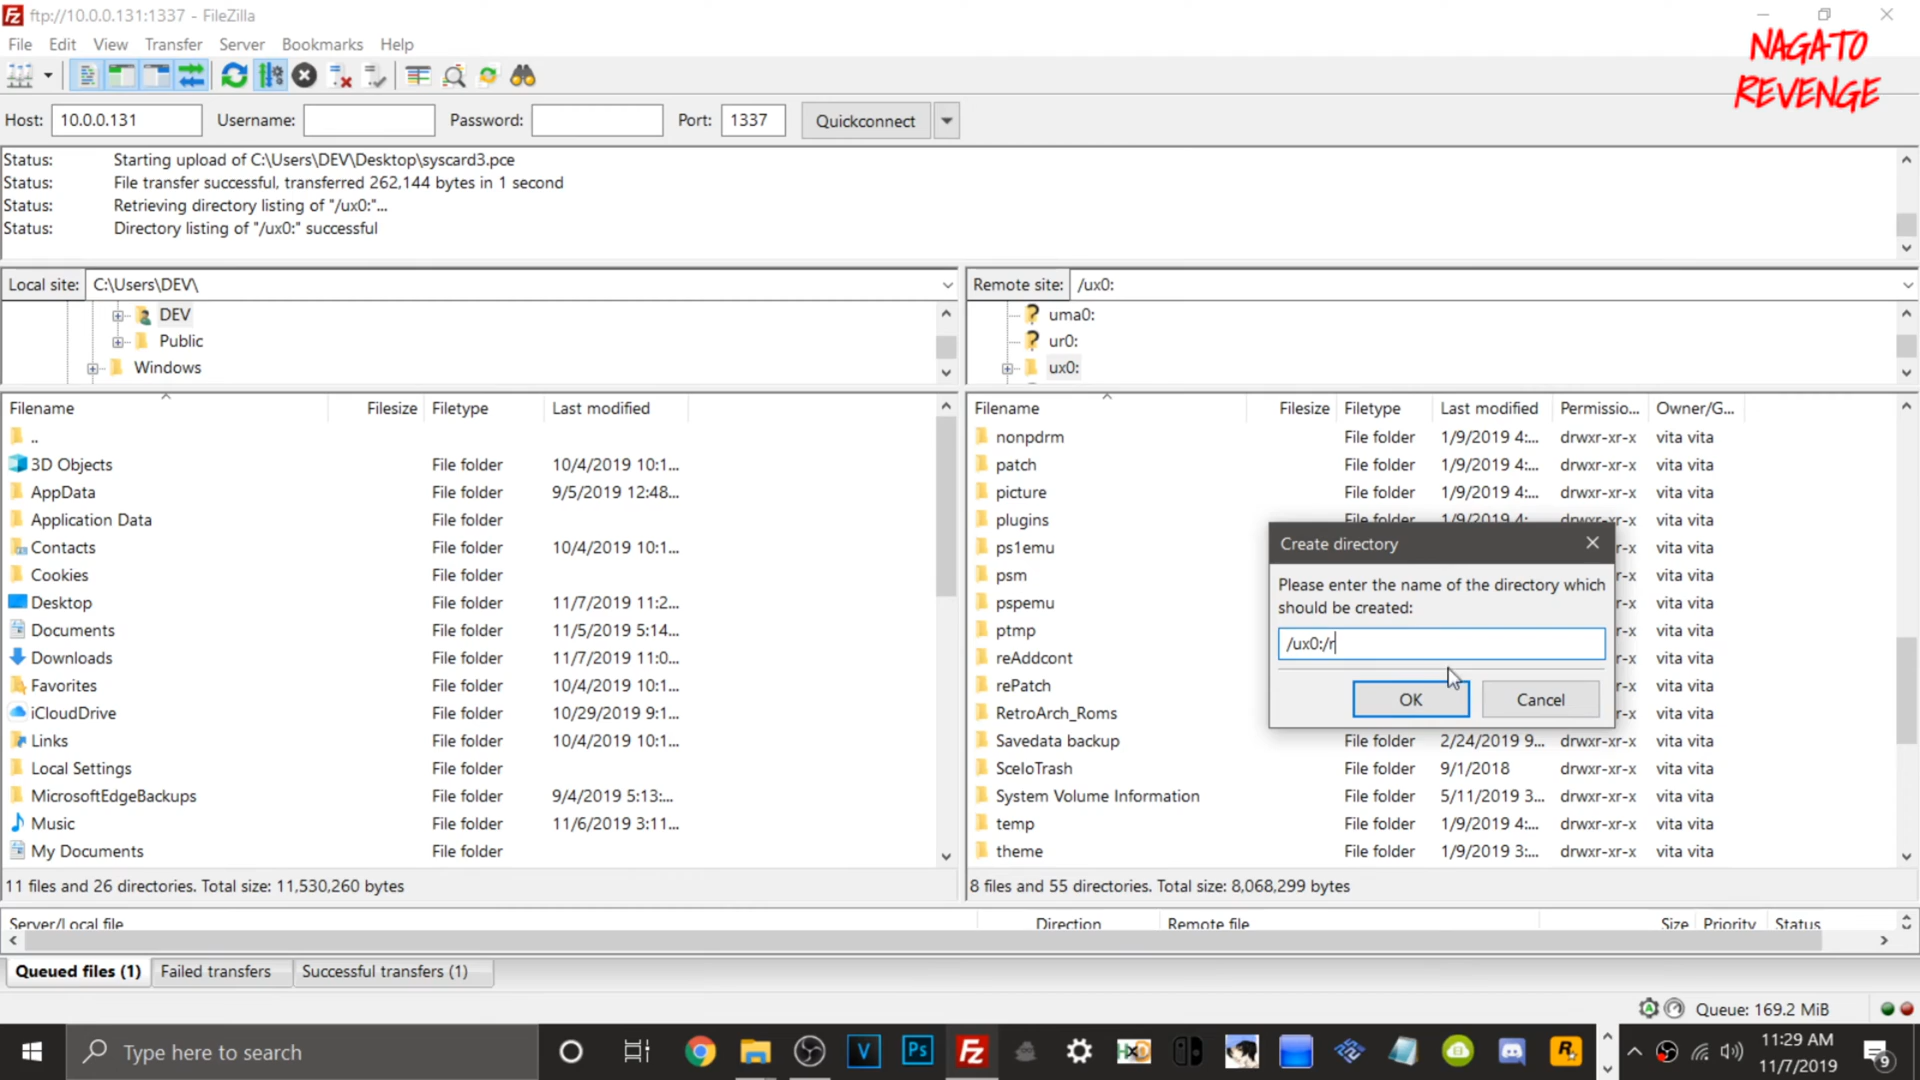 ftp://10.0.0.131:1337 - FileZilla
File Edit View Transfer Server Bookmarks Help
NAGATO
REVENGE
Host: 10.0.0.131 Username: Password: Port: 1337 Quickconnect
Status: Starting upload of C:\Users\DEV\Desktop\syscard3.pce
Status: File transfer successful, transferred 262,144 bytes in 1 second
Status: Retrieving directory listing of "/ux0:"...
Status: Directory listing of "/ux0:" successful
Local site: C:\Users\DEV\
DEV
Public
Windows
Remote site: /ux0:
uma0:
ur0:
ux0:
Filename Filesize Filetype Last modified
..
3D Objects File folder 10/4/2019 10:1...
AppData File folder 9/5/2019 12:48...
Application Data File folder
Contacts File folder 10/4/2019 10:1...
Cookies File folder
Desktop File folder 11/7/2019 11:2...
Documents File folder 11/5/2019 5:14...
Downloads File folder 11/7/2019 11:0...
Favorites File folder 10/4/2019 10:1...
iCloudDrive File folder 10/29/2019 9:1...
Links File folder 10/4/2019 10:1...
Local Settings File folder
MicrosoftEdgeBackups File folder 9/4/2019 5:13:...
Music File folder 11/6/2019 3:11...
My Documents File folder
11 files and 26 directories. Total size: 11,530,260 bytes
Filename Filesize Filetype Last modified Permissio... Owner/G...
nonpdrm File folder 1/9/2019 4:... drwxr-xr-x vita vita
patch File folder 1/9/2019 4:... drwxr-xr-x vita vita
picture File folder 1/9/2019 4:... drwxr-xr-x vita vita
plugins File folder 1/9/2019 4:... drwxr-xr-x vita vita
ps1emu r-x vita vita
psm r-x vita vita
pspemu r-x vita vita
ptmp r-x vita vita
reAddcont r-x vita vita
rePatch r-x vita vita
RetroArch_Roms r-x vita vita
Savedata backup File folder 2/24/2019 9... drwxr-xr-x vita vita
SceIoTrash File folder 9/1/2018 drwxr-xr-x vita vita
System Volume Information File folder 5/11/2019 3... drwxr-xr-x vita vita
temp File folder 1/9/2019 4:... drwxr-xr-x vita vita
theme File folder 1/9/2019 3:... drwxr-xr-x vita vita
8 files and 55 directories. Total size: 8,068,299 bytes
Create directory
Please enter the name of the directory which
should be created:
/ux0:/r
OK Cancel
Server/Local file Direction Remote file Size Priority Status
Queued files (1) Failed transfers Successful transfers (1)
Queue: 169.2 MiB
Type here to search
V Ps Fz HxD R
11:29 AM
11/7/2019
9